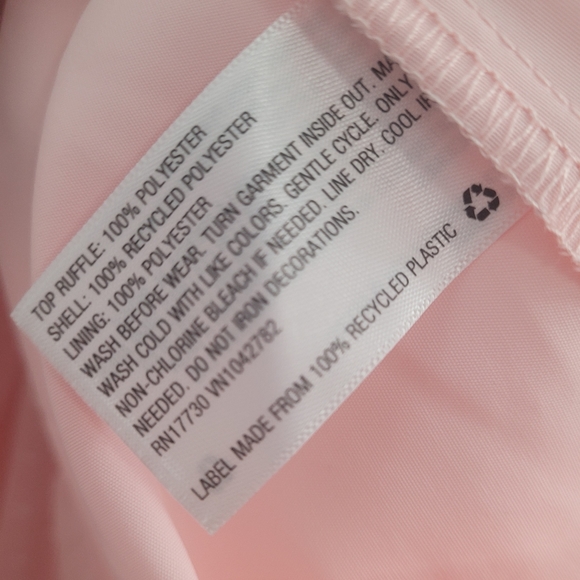 TOP RUFFLE: 100% POLYESTER
SHELL: 100% RECYCLED POLYESTER
LINING: 100% POLYESTER
WASH BEFORE WEAR. TURN GARMENT INSIDE OUT.
WASH COLD WITH LIKE COLORS. GENTLE CYCLE. ONLY
NON-CHLORINE BLEACH IF NEEDED. LINE DRY. COOL
NEEDED. DO NOT IRON DECORATIONS.
RN17730 VN1042782
LABEL MADE FROM 100% RECYCLED PLASTIC